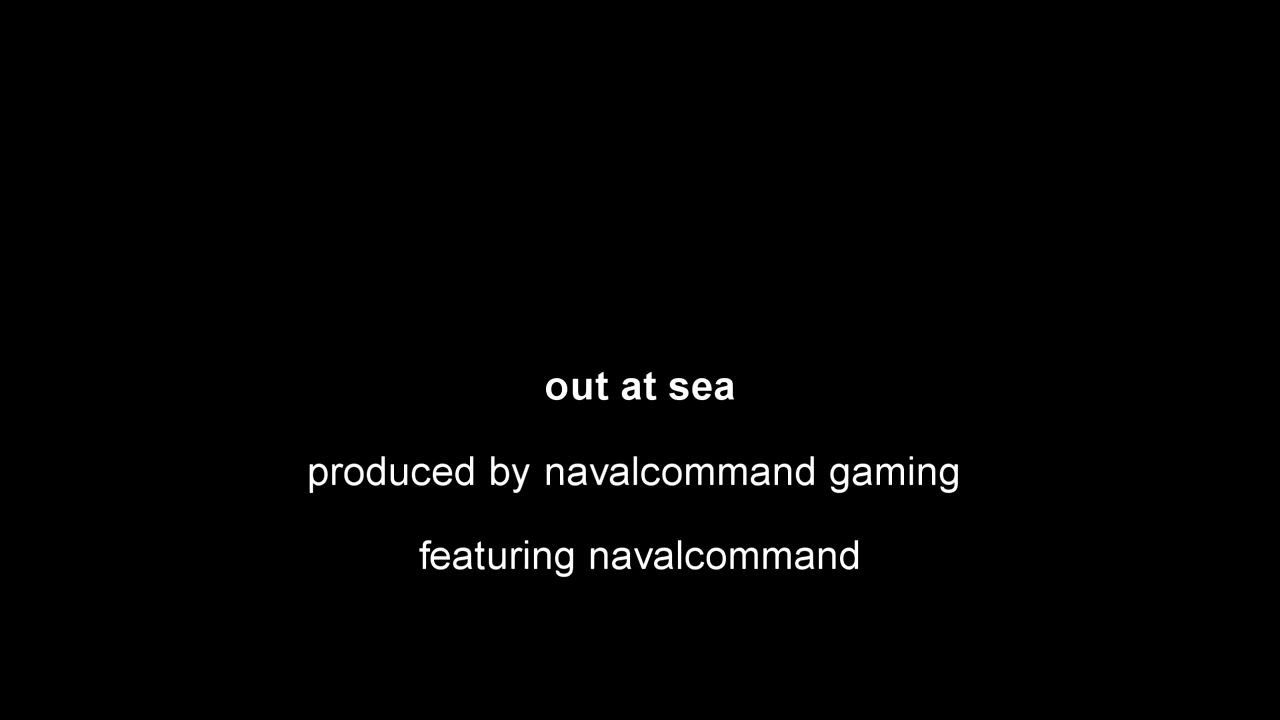 out at sea
produced by navalcommand gaming
featuring navalcommand